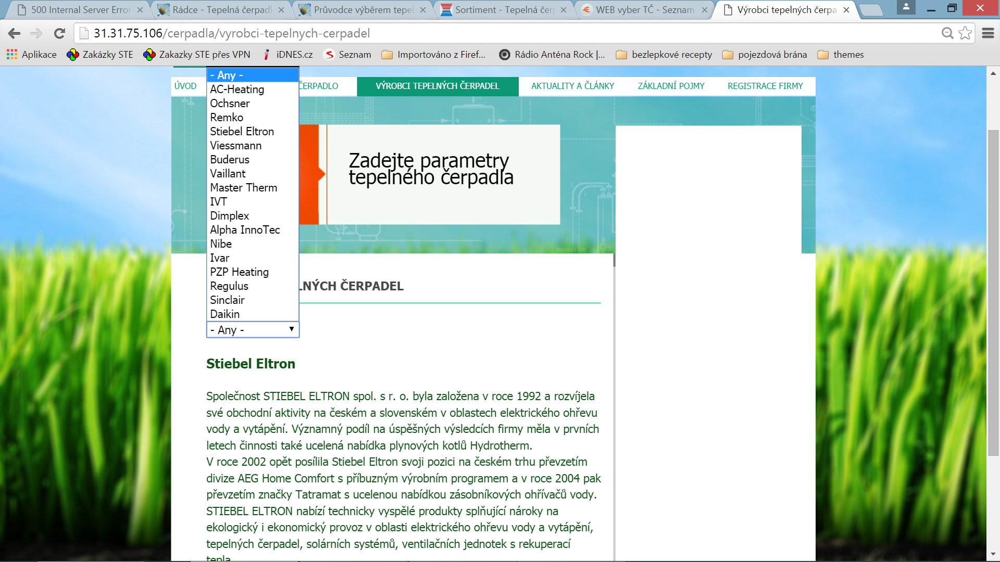 500 Internal Server Error
Rádce - Tepelná čerpadl
Průvodce výběrem tepel
Sortiment - Tepelná čer
WEB vyber TČ - Seznam
Výrobci tepelných čerpa
31.31.75.106/cerpadla/vyrobci-tepelnych-cerpadel
Aplikace
Zakázky STE
Zakazky STE přes VPN
iDNES.cz
Seznam
Importováno z Firef...
Rádio Anténa Rock |...
bezlepkové recepty
pojezdová brána
themes
ÚVOD
ČERPADLO
VÝROBCI TEPELNÝCH ČERPADEL
AKTUALITY A ČLÁNKY
ZÁKLADNÍ POJMY
REGISTRACE FIRMY
- Any -
AC-Heating
Ochsner
Remko
Stiebel Eltron
Viessmann
Buderus
Vaillant
Master Therm
IVT
Dimplex
Alpha InnoTec
Nibe
Ivar
PZP Heating
Regulus
Sinclair
Daikin
- Any -
Zadejte parametry
tepelného čerpadla
LNÝCH ČERPADEL
Stiebel Eltron
Společnost STIEBEL ELTRON spol. s r. o. byla založena v roce 1992 a rozvíjela
své obchodní aktivity na českém a slovenském v oblastech elektrického ohřevu
vody a vytápění. Významný podíl na úspěšných výsledcích firmy měla v prvních
letech činnosti také ucelená nabídka plynových kotlů Hydrotherm.
V roce 2002 opět posílila Stiebel Eltron svoji pozici na českém trhu převzetím
divize AEG Home Comfort s příbuzným výrobním programem a v roce 2004 pak
převzetím značky Tatramat s ucelenou nabídkou zásobníkových ohřívačů vody.
STIEBEL ELTRON nabízí technicky vyspělé produkty splňující nároky na
ekologický i ekonomický provoz v oblasti elektrického ohřevu vody a vytápění,
tepelných čerpadel, solárních systémů, ventilačních jednotek s rekuperací
tepla